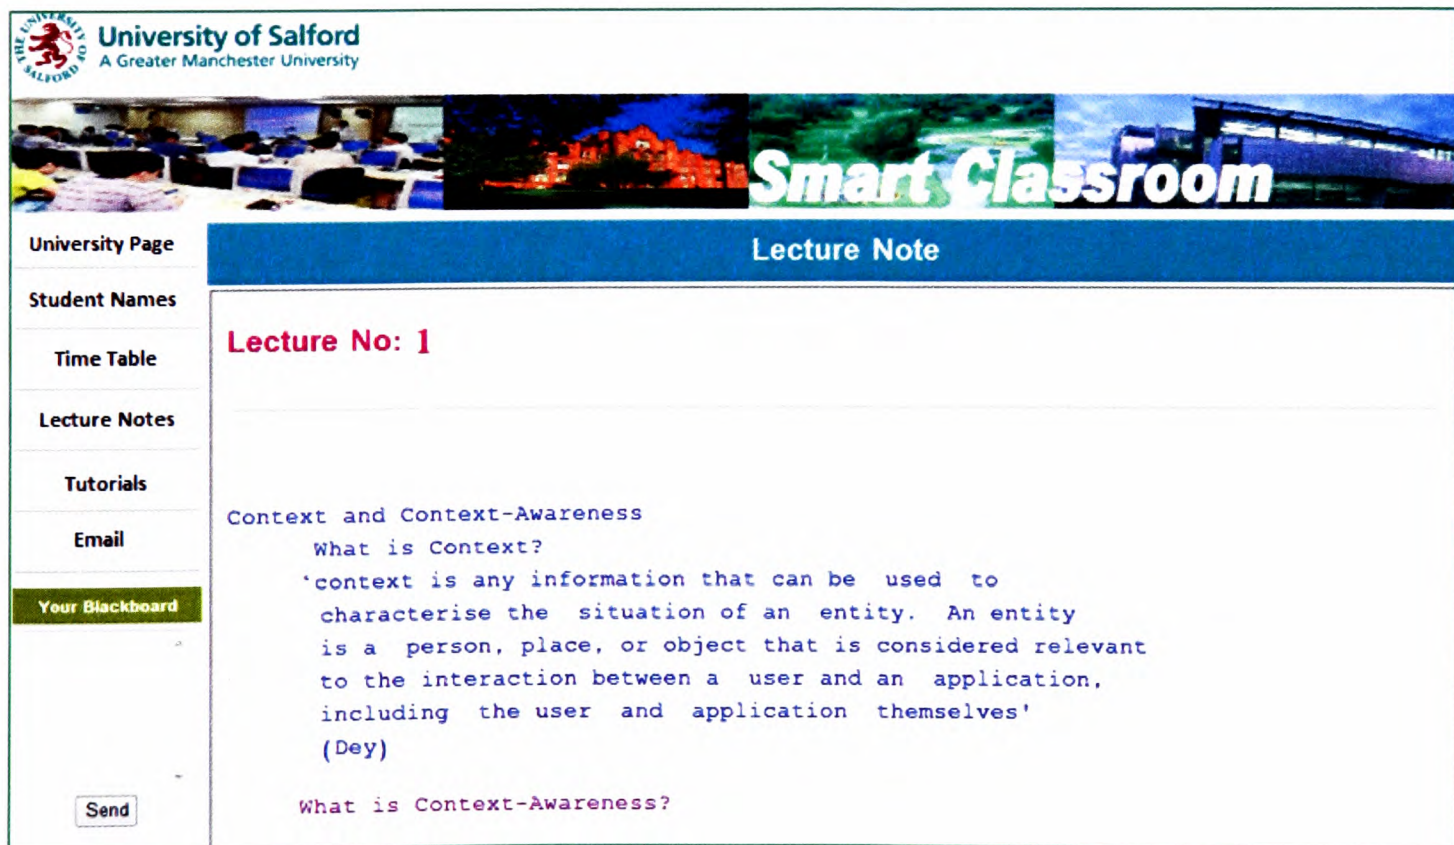 THE UNIVERSITY OF SALFORD
University of Salford
A Greater Manchester University
Smart Classroom
University Page
Student Names
Time Table
Lecture Notes
Tutorials
Email
Your Blackboard
Send
Lecture Note
Lecture No: 1
Context and Context-Awareness
What is Context?
‘context is any information that can be used to
characterise the situation of an entity. An entity
is a person, place, or object that is considered relevant
to the interaction between a user and an application,
including the user and application themselves'
(Dey)
What is Context-Awareness?